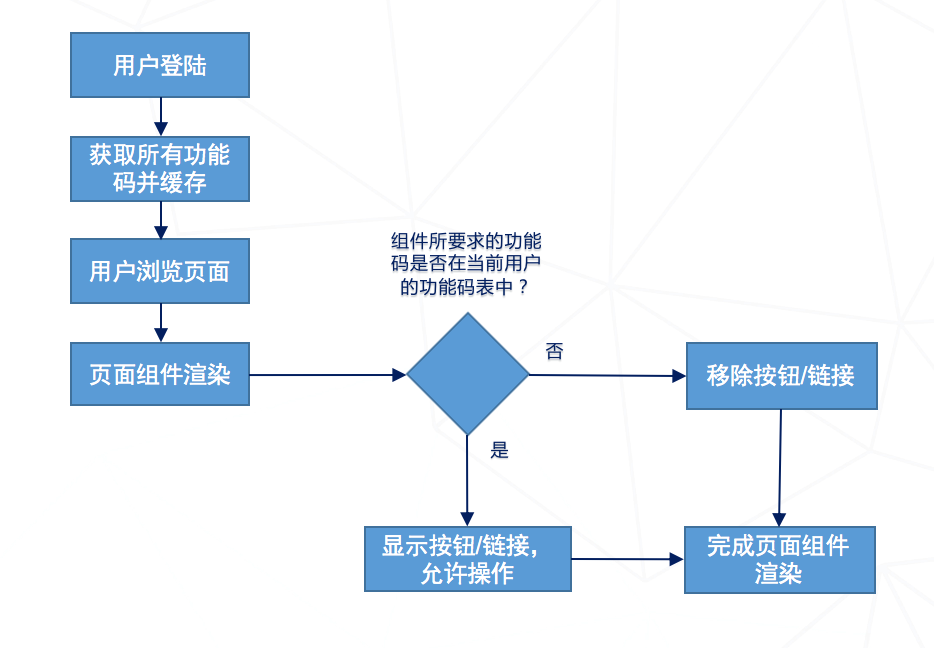 用户登陆
获取所有功能
码并缓存
用户浏览页面
页面组件渲染
组件所要求的功能
码是否在当前用户
的功能码表中？
否
移除按钮/链接
是
显示按钮/链接，
允许操作
完成页面组件
渲染